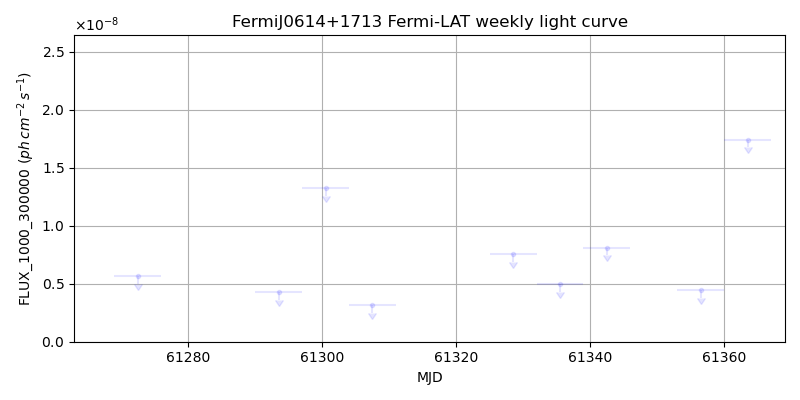 FermiJ0614+1713 Fermi-LAT weekly light curve
×10⁻⁸
FLUX_1000_300000 (ph cm⁻² s⁻¹)
2.5
2.0
1.5
1.0
0.5
0.0
61280 61300 61320 61340 61360
MJD